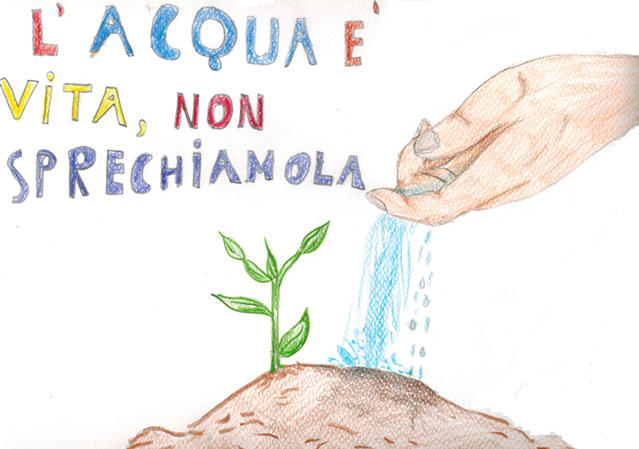 L'ACQUA E'
ViTA, NON
SPRECHiAMOLA